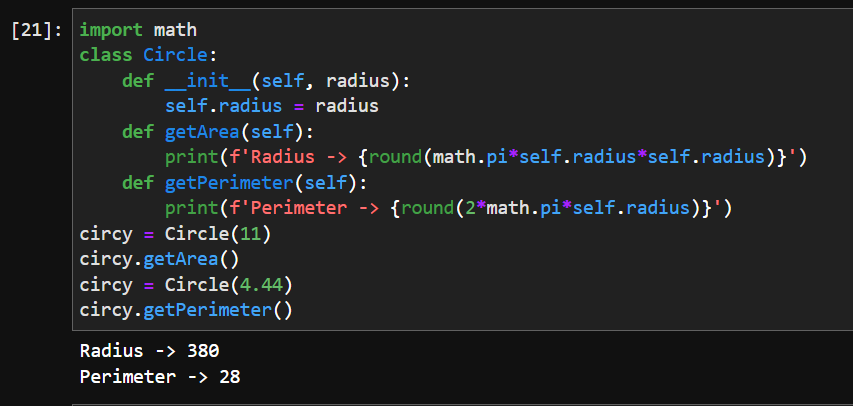 [21]: import math
class Circle:
    def __init__(self, radius):
        self.radius = radius
    def getArea(self):
        print(f'Radius -> {round(math.pi*self.radius*self.radius)}')
    def getPerimeter(self):
        print(f'Perimeter -> {round(2*math.pi*self.radius)}')
circy = Circle(11)
circy.getArea()
circy = Circle(4.44)
circy.getPerimeter()
Radius -> 380
Perimeter -> 28